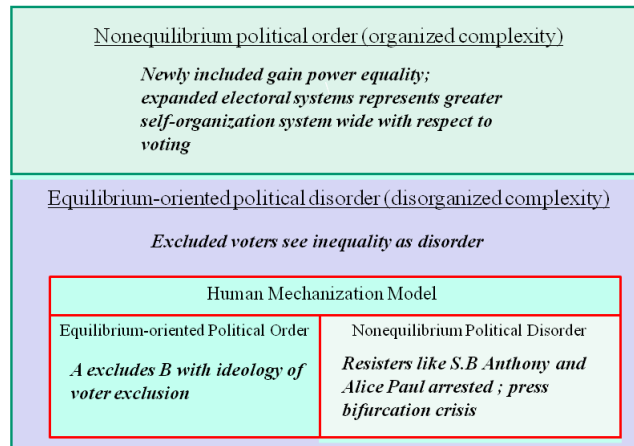 Nonequilibrium political order (organized complexity)
Newly included gain power equality;
expanded electoral systems represents greater
self-organization system wide with respect to
voting
Equilibrium-oriented political disorder (disorganized complexity)
Excluded voters see inequality as disorder
Human Mechanization Model
Equilibrium-oriented Political Order
A excludes B with ideology of
voter exclusion
Nonequilibrium Political Disorder
Resisters like S.B Anthony and
Alice Paul arrested ; press
bifurcation crisis